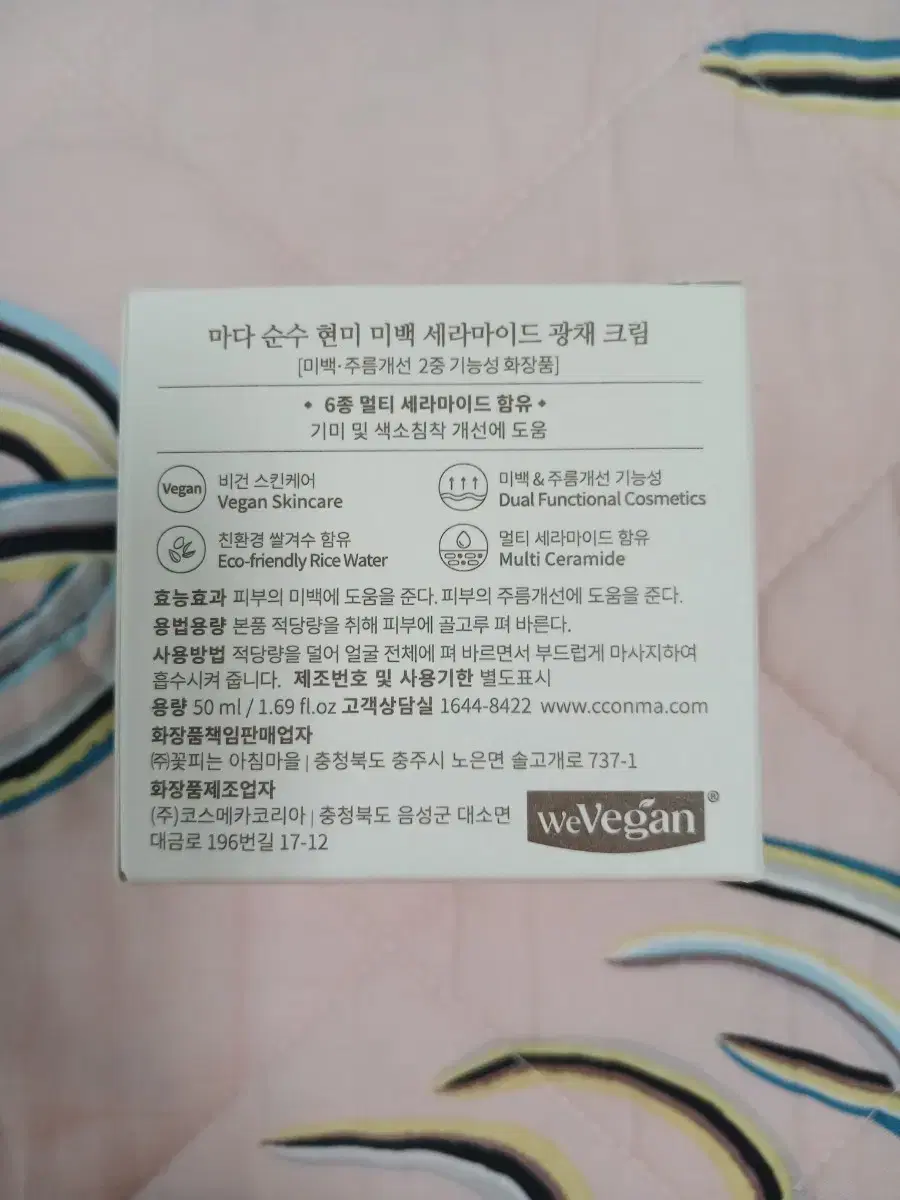 마다 순수 현미 미백 세라마이드 광채 크림
[미백·주름개선 2중 기능성 화장품]
• 6종 멀티 세라마이드 함유 •
기미 및 색소침착 개선에 도움
Vegan
비건 스킨케어
Vegan Skincare
미백 & 주름개선 기능성
Dual Functional Cosmetics
친환경 쌀겨수 함유
Eco-friendly Rice Water
멀티 세라마이드 함유
Multi Ceramide
효능효과 피부의 미백에 도움을 준다. 피부의 주름개선에 도움을 준다.
용법용량 본품 적당량을 취해 피부에 골고루 펴 바른다.
사용방법 적당량을 덜어 얼굴 전체에 펴 바르면서 부드럽게 마사지하여
흡수시켜 줍니다. 제조번호 및 사용기한 별도표시
용량 50 ml / 1.69 fl.oz 고객상담실 1644-8422 www.cconma.com
화장품책임판매업자
㈜꽃피는 아침마을 | 충청북도 충주시 노은면 솔고개로 737-1
화장품제조업자
(주)코스메카코리아 | 충청북도 음성군 대소면
대금로 196번길 17-12
weVegan®